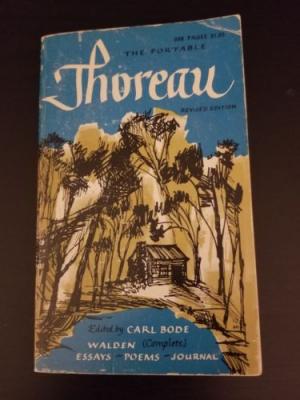 THE PORTABLE
Thoreau
REVISED EDITION
Edited by CARL BODE
WALDEN (Complete)
ESSAYS ~ POEMS ~ JOURNAL